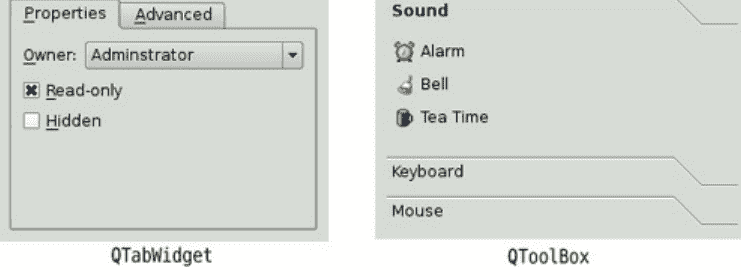 Properties
Advanced
Owner: Adminstrator
Read-only
Hidden
QTabWidget
Sound
Alarm
Bell
Tea Time
Keyboard
Mouse
QToolBox